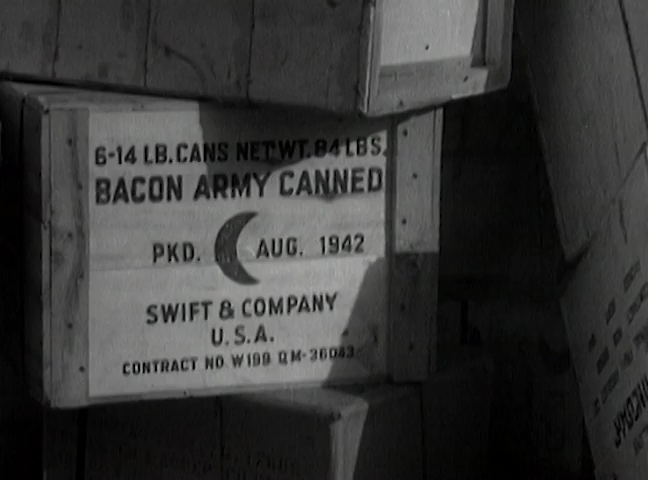 6-14 LB. CANS NET WT. 84 LBS.
BACON ARMY CANNED
PKD. AUG. 1942
SWIFT & COMPANY
U.S.A.
CONTRACT NO W199 QM-36043